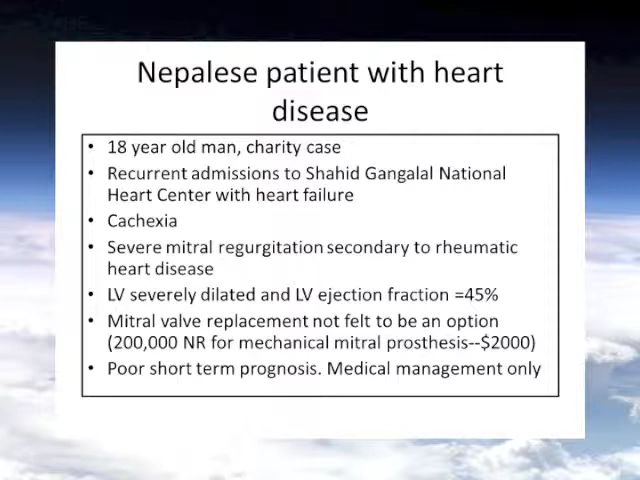 Nepalese patient with heart
disease
• 18 year old man, charity case
• Recurrent admissions to Shahid Gangalal National
Heart Center with heart failure
• Cachexia
• Severe mitral regurgitation secondary to rheumatic
heart disease
• LV severely dilated and LV ejection fraction =45%
• Mitral valve replacement not felt to be an option
(200,000 NR for mechanical mitral prosthesis--$2000)
• Poor short term prognosis. Medical management only